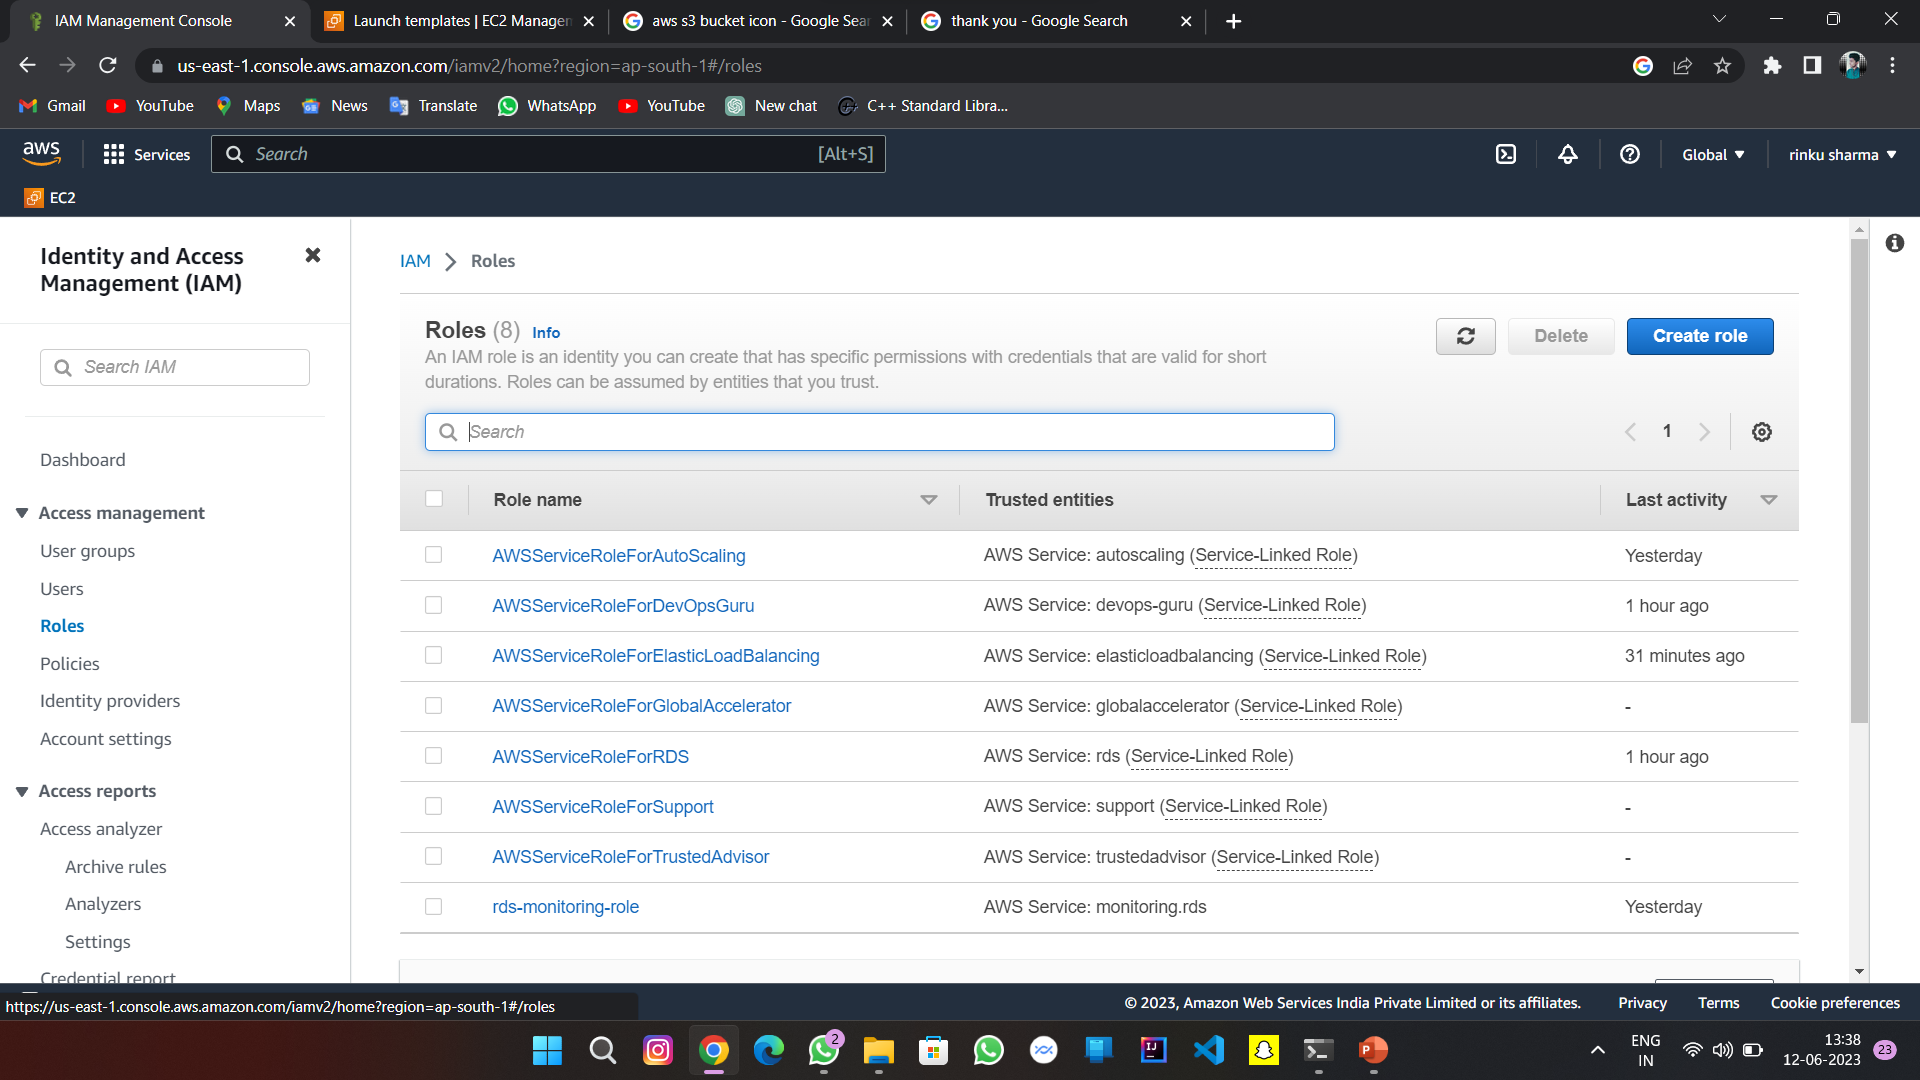 IAM Management Console
Launch templates | EC2 Managem
aws s3 bucket icon - Google Sear
thank you - Google Search
us-east-1.console.aws.amazon.com/iamv2/home?region=ap-south-1#/roles
Gmail
YouTube
Maps
News
Translate
WhatsApp
YouTube
New chat
C++ Standard Libra...
aws
Services
Search
[Alt+S]
Global
rinku sharma
EC2
Identity and Access
Management (IAM)
Search IAM
Dashboard
Access management
User groups
Users
Roles
Policies
Identity providers
Account settings
Access reports
Access analyzer
Archive rules
Analyzers
Settings
Credential report
IAM > Roles
Roles (8) Info
An IAM role is an identity you can create that has specific permissions with credentials that are valid for short
durations. Roles can be assumed by entities that you trust.
Delete
Create role
Search
1
Role name Trusted entities Last activity
AWSServiceRoleForAutoScaling AWS Service: autoscaling (Service-Linked Role) Yesterday
AWSServiceRoleForDevOpsGuru AWS Service: devops-guru (Service-Linked Role) 1 hour ago
AWSServiceRoleForElasticLoadBalancing AWS Service: elasticloadbalancing (Service-Linked Role) 31 minutes ago
AWSServiceRoleForGlobalAccelerator AWS Service: globalaccelerator (Service-Linked Role) -
AWSServiceRoleForRDS AWS Service: rds (Service-Linked Role) 1 hour ago
AWSServiceRoleForSupport AWS Service: support (Service-Linked Role) -
AWSServiceRoleForTrustedAdvisor AWS Service: trustedadvisor (Service-Linked Role) -
rds-monitoring-role AWS Service: monitoring.rds Yesterday
https://us-east-1.console.aws.amazon.com/iamv2/home?region=ap-south-1#/roles
© 2023, Amazon Web Services India Private Limited or its affiliates.
Privacy
Terms
Cookie preferences
2
ENG
IN
13:38
12-06-2023
23